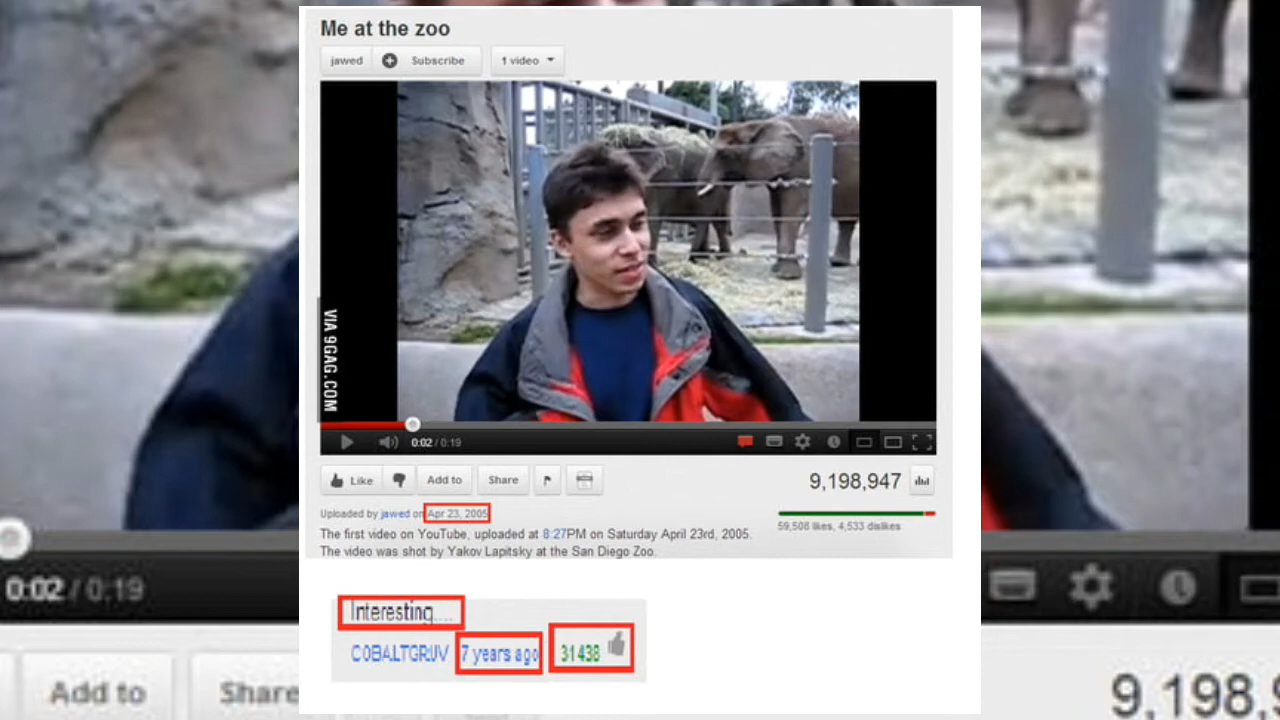 Me at the zoo
jawed Subscribe 1 video
VIA 9GAG.COM
0:02 / 0:19
Like Add to Share 9,198,947
Uploaded by jawed on Apr 23, 2005
59,508 likes, 4,533 dislikes
The first video on YouTube, uploaded at 8:27PM on Saturday April 23rd, 2005.
The video was shot by Yakov Lapitsky at the San Diego Zoo.
Interesting....
C0BALTGRUV 7 years ago 31438
0:02 / 0:19
Add to Share 9,198,9